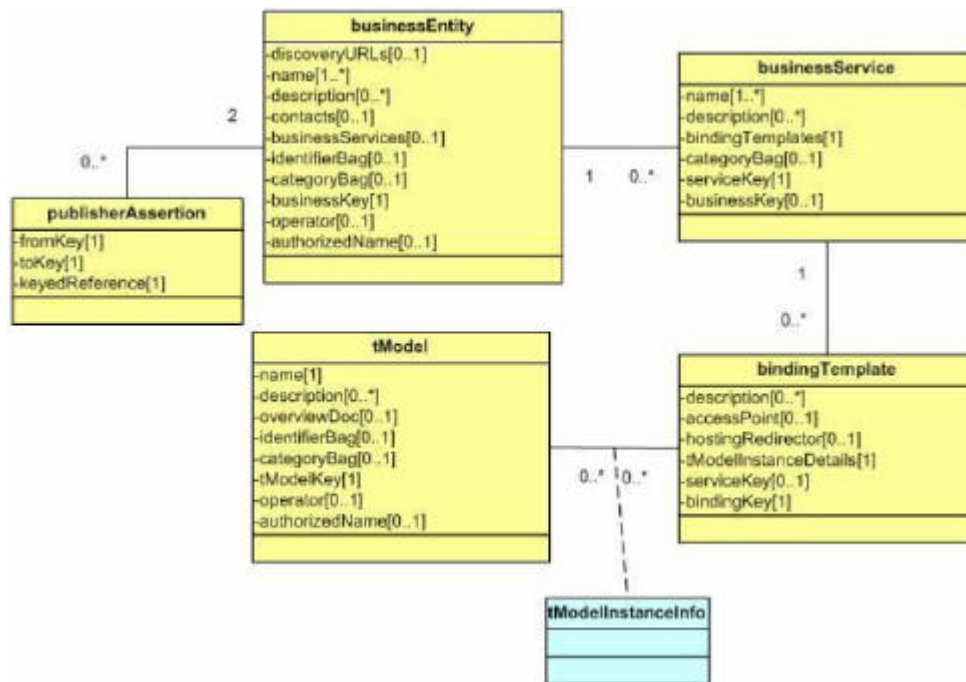 businessEntity
-discoveryURLs[0..1]
-name[1..*]
-description[0..*]
-contacts[0..1]
-businessServices[0..1]
-identifierBag[0..1]
-categoryBag[0..1]
-businessKey[1]
-operator[0..1]
-authorizedName[0..1]
businessService
-name[1..*]
-description[0..*]
-bindingTemplates[1]
-categoryBag[0..1]
-serviceKey[1]
-businessKey[0..1]
2
0..*
1
0..*
publisherAssertion
-fromKey[1]
-toKey[1]
-keyedReference[1]
1
0..*
tModel
-name[1]
-description[0..*]
-overviewDoc[0..1]
-identifierBag[0..1]
-categoryBag[0..1]
-tModelKey[1]
-operator[0..1]
-authorizedName[0..1]
bindingTemplate
-description[0..*]
-accessPoint[0..1]
-hostingRedirector[0..1]
-tModelInstanceDetails[1]
-serviceKey[0..1]
-bindingKey[1]
0..*
0..*
tModelInstanceInfo